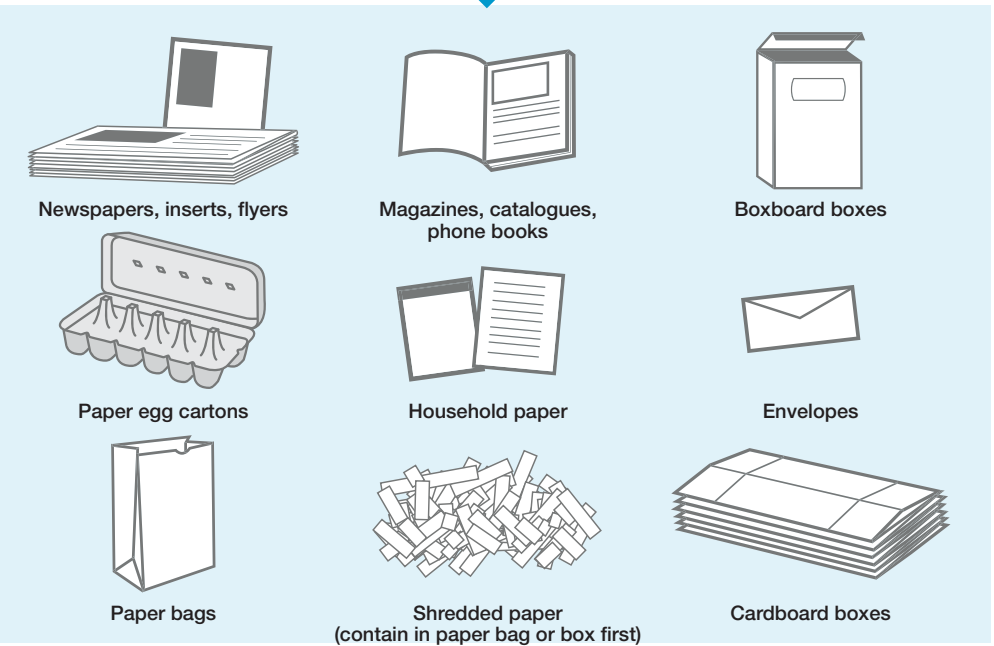 Newspapers, inserts, flyers
Magazines, catalogues,
phone books
Boxboard boxes
Paper egg cartons
Household paper
Envelopes
Paper bags
Shredded paper
(contain in paper bag or box first)
Cardboard boxes